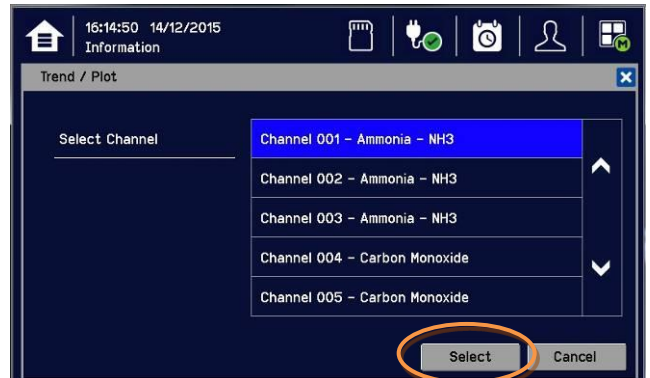 16:14:50 14/12/2015
Information
M
Trend / Plot
Select Channel
Channel 001 - Ammonia - NH3
Channel 002 - Ammonia - NH3
Channel 003 - Ammonia - NH3
Channel 004 - Carbon Monoxide
Channel 005 - Carbon Monoxide
Select
Cancel